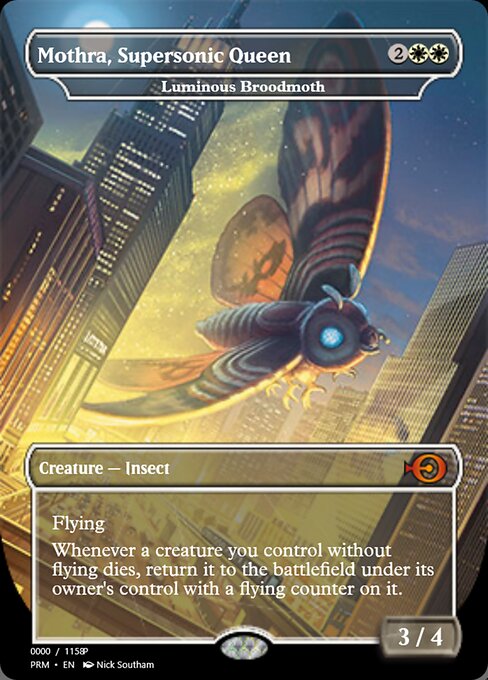 Mothra, Supersonic Queen 2
Luminous Broodmoth
Creature — Insect
Flying
Whenever a creature you control without
flying dies, return it to the battlefield under its
owner's control with a flying counter on it.
3 / 4
0000 / 1158P
PRM • EN Nick Southam